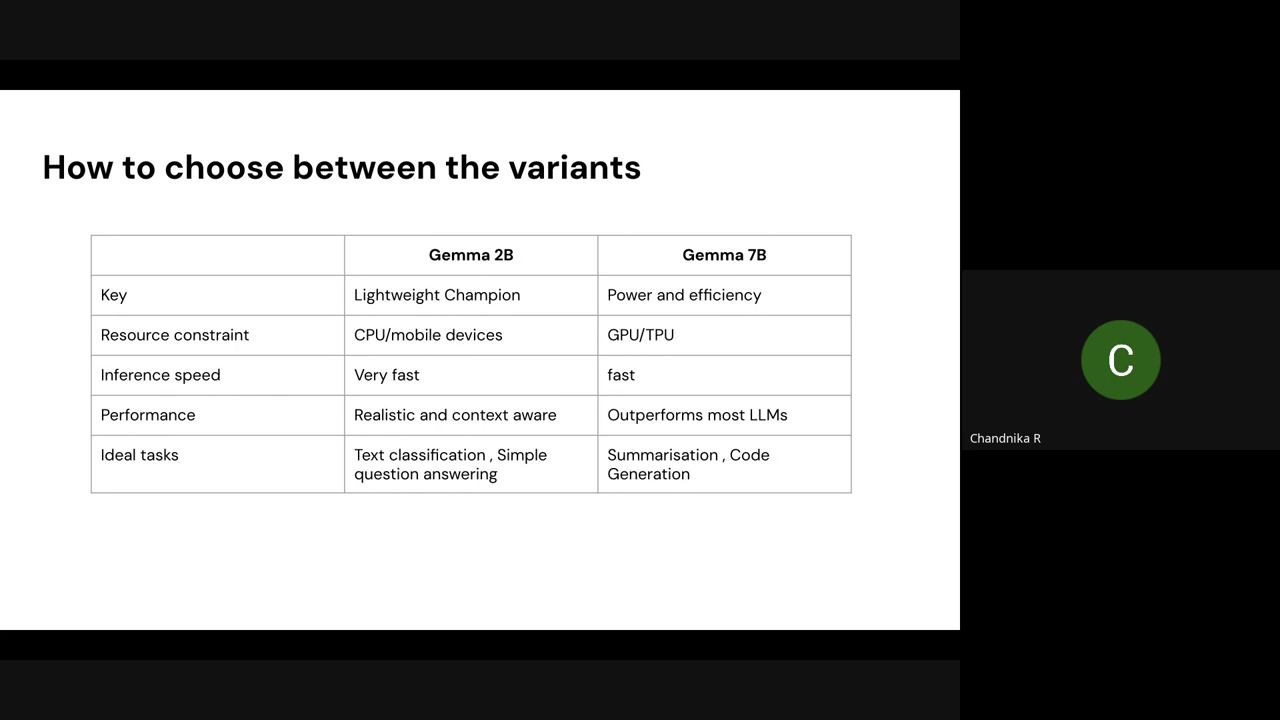 How to choose between the variants
Gemma 2B
Gemma 7B
Key
Lightweight Champion
Power and efficiency
Resource constraint
CPU/mobile devices
GPU/TPU
Inference speed
Very fast
fast
Performance
Realistic and context aware
Outperforms most LLMs
Ideal tasks
Text classification , Simple
question answering
Summarisation , Code
Generation
C
Chandnika R